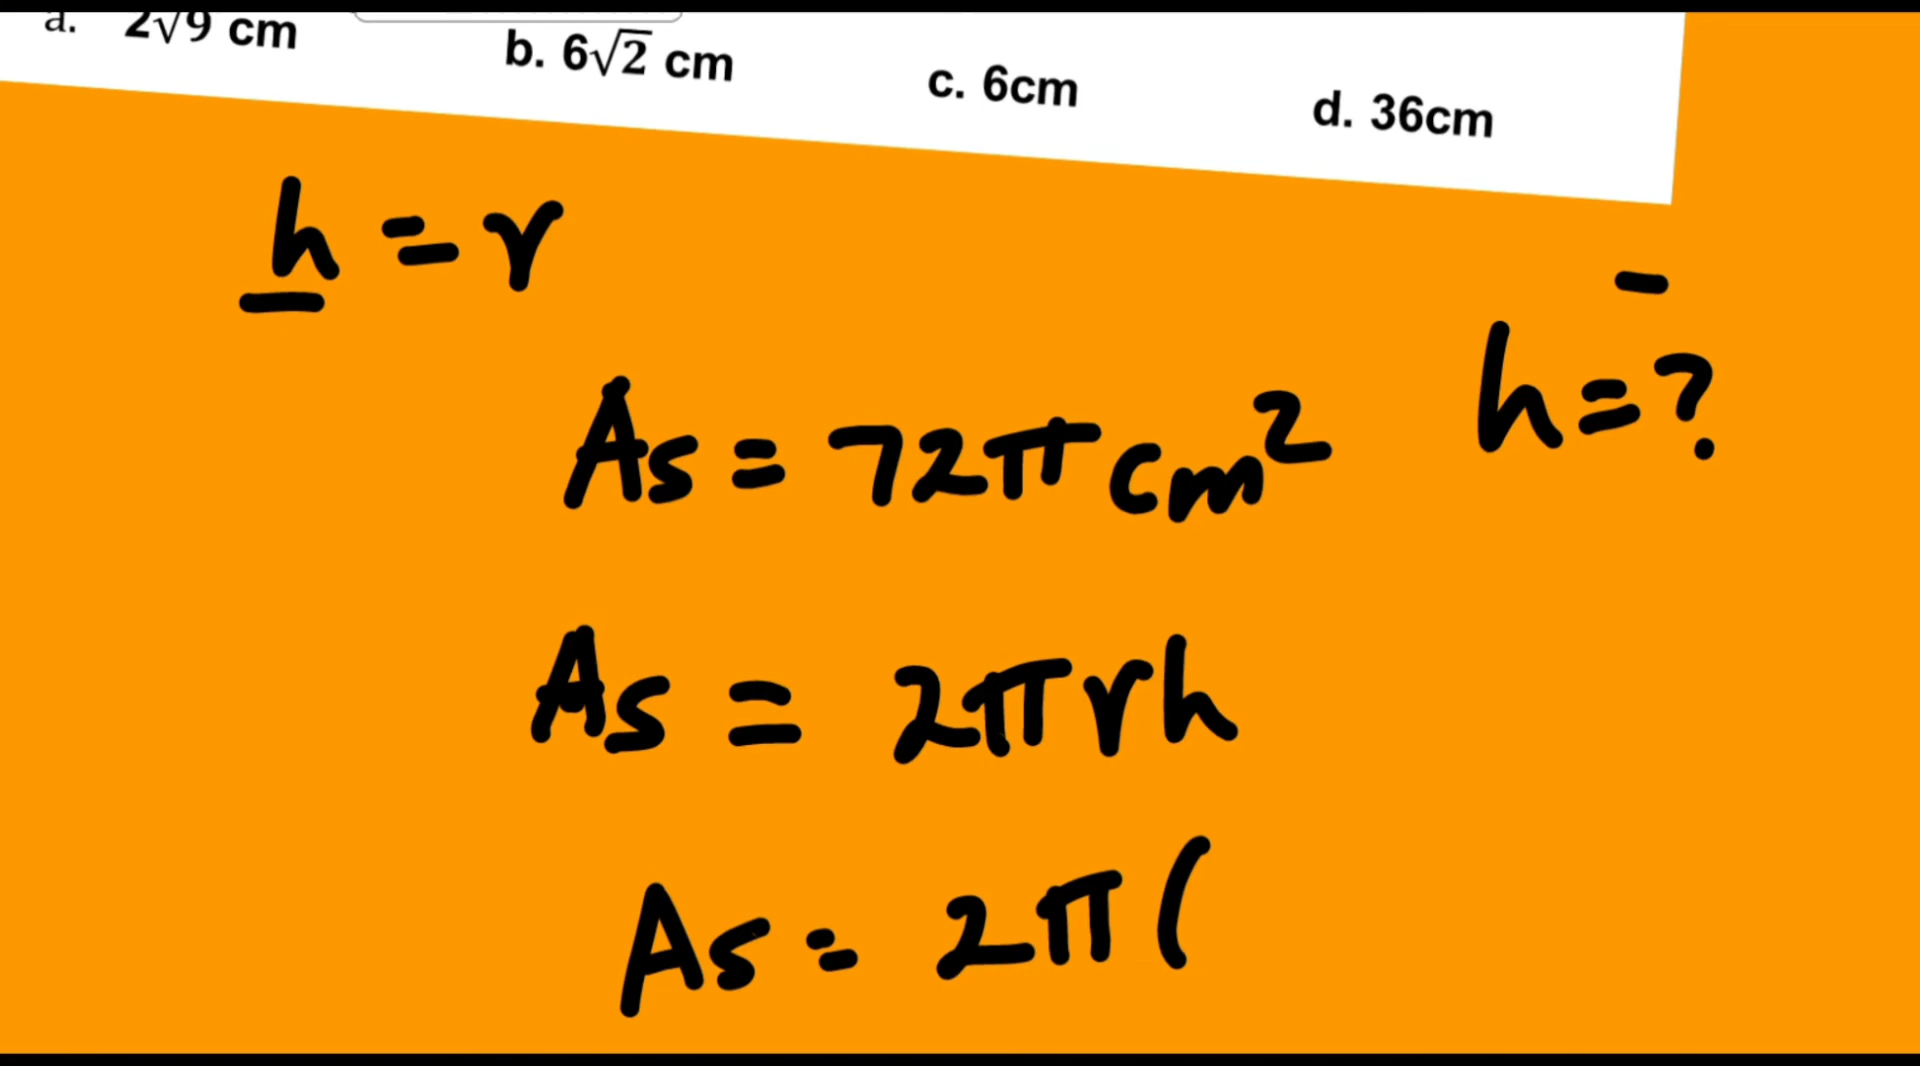 a. 2√9 cm b. 6√2 cm c. 6cm d. 36cm
h = r
h = ?
As = 72π cm²
As = 2πrh
As = 2π (